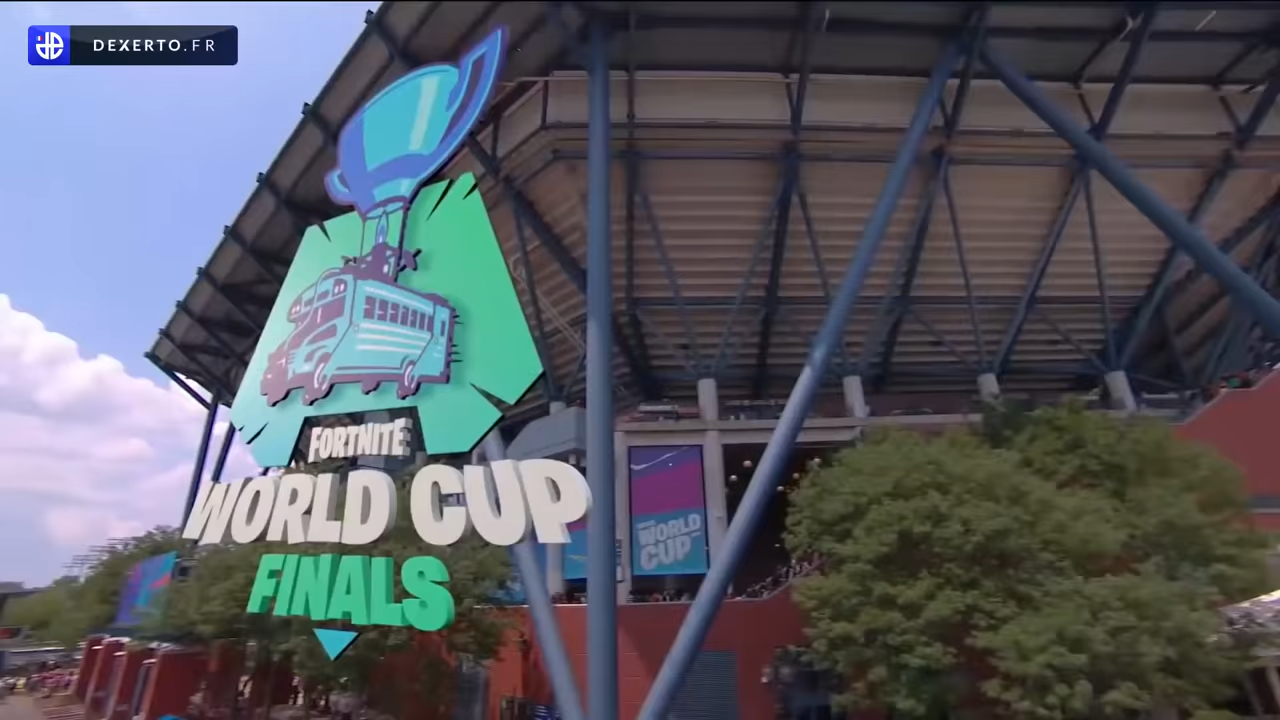 DEXERTO.FR
FORTNITE
WORLD CUP
FINALS
WORLD
CUP